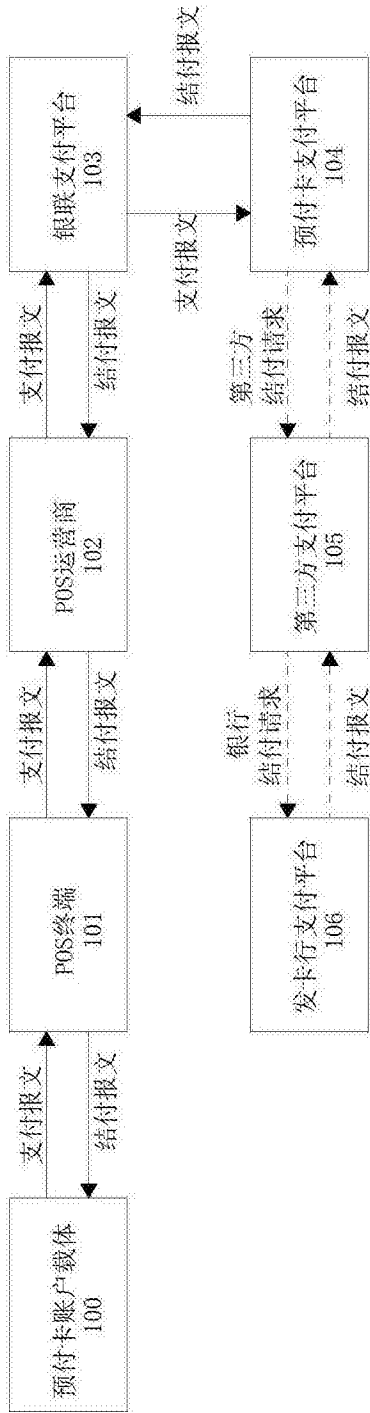 预付卡账户载体
100
支付报文
结付报文
POS终端
101
支付报文
结付报文
POS运营商
102
支付报文
结付报文
银联支付平台
103
支付报文
结付报文
预付卡支付平台
104
第三方
结付请求
结付报文
第三方支付平台
105
银行
结付请求
结付报文
发卡行支付平台
106